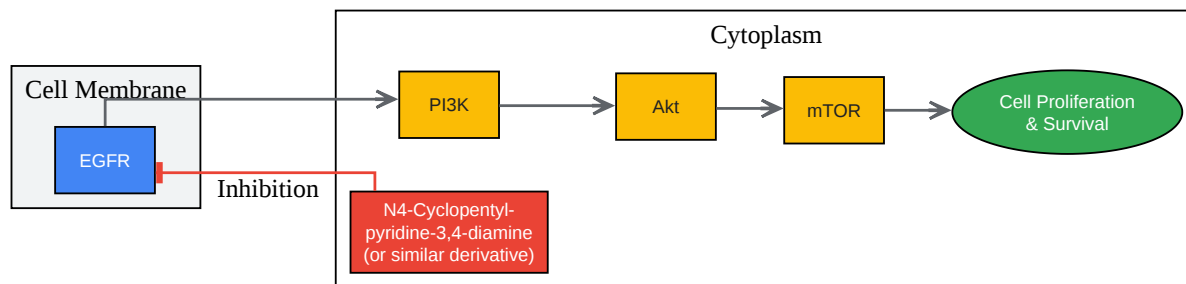 Cytoplasm
Cell Membrane
EGFR
PI3K
Akt
mTOR
Cell Proliferation
& Survival
Inhibition
N4-Cyclopentyl-
pyridine-3,4-diamine
(or similar derivative)